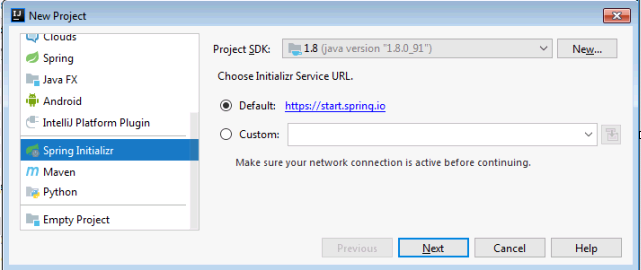 New Project
Clouds
Spring
Java FX
Android
IntelliJ Platform Plugin
Spring Initializr
Maven
Python
Empty Project
Project SDK: 1.8 (java version "1.8.0_91") New...
Choose Initializr Service URL.
Default: https://start.spring.io
Custom:
Make sure your network connection is active before continuing.
Previous Next Cancel Help